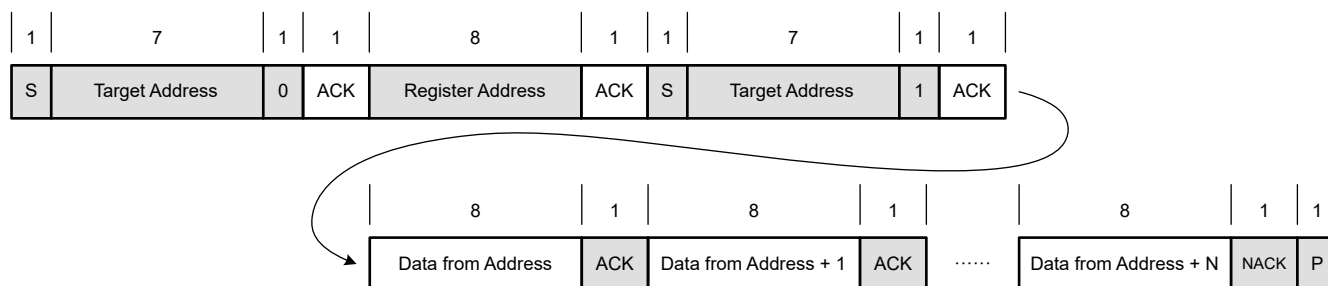 1 7 1 1 8 1 1 7 1 1
S Target Address 0 ACK Register Address ACK S Target Address 1 ACK
8 1 8 1 8 1 1
Data from Address ACK Data from Address + 1 ACK ...... Data from Address + N NACK P